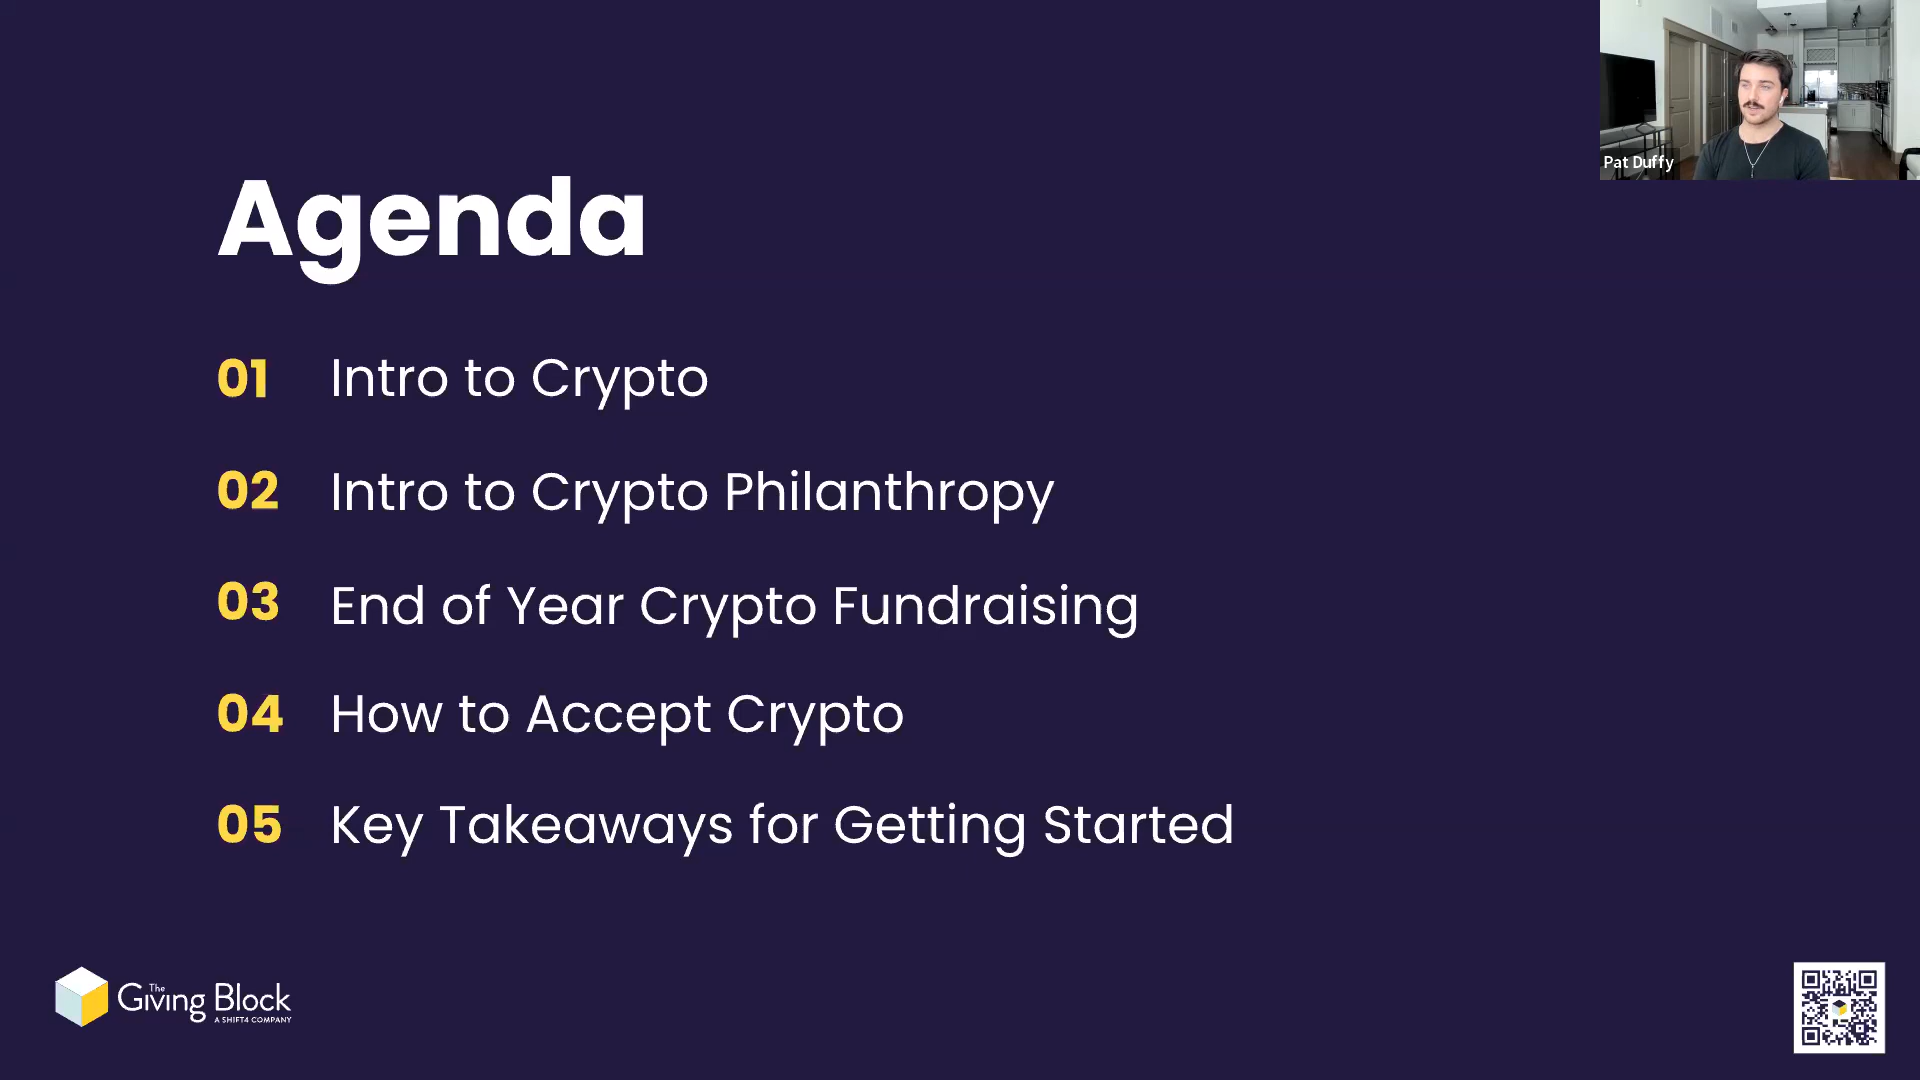 Pat Duffy
Agenda
01 Intro to Crypto
02 Intro to Crypto Philanthropy
03 End of Year Crypto Fundraising
04 How to Accept Crypto
05 Key Takeaways for Getting Started
The
Giving Block
A SHIFT4 COMPANY